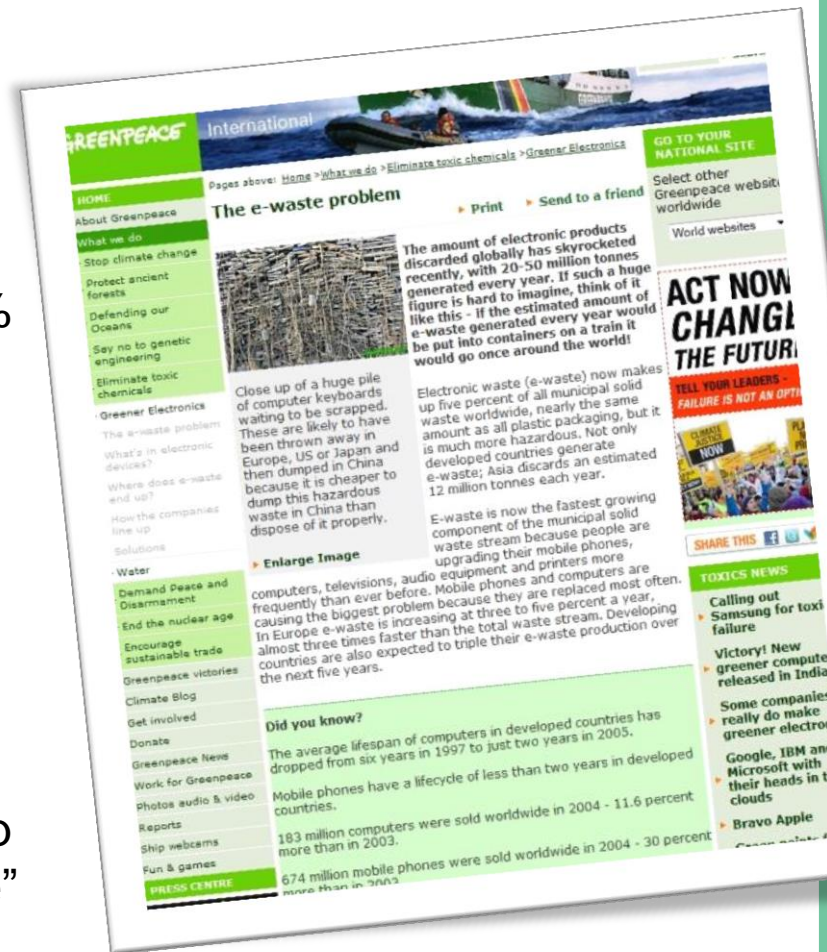 %
o
”
GREENPEACE
International
HOME
About Greenpeace
What we do
Stop climate change
Protect ancient
forests
Defending our
Oceans
Say no to genetic
engineering
Eliminate toxic
chemicals
Greener Electronics
The e-waste problem
What's in electronic
devices?
Where does e-waste
end up?
How the companies
line up
Solutions
Water
Demand Peace and
Disarmament
End the nuclear age
Encourage
sustainable trade
Greenpeace victories
Climate Blog
Get involved
Donate
Greenpeace News
Work for Greenpeace
Photos audio & video
Reports
Ship webcams
Fun & games
PRESS CENTRE
Pages above: Home >What we do >Eliminate toxic chemicals >Greener Electronics
The e-waste problem
Print
Send to a friend
Close up of a huge pile
of computer keyboards
waiting to be scrapped.
These are likely to have
been thrown away in
Europe, US or Japan and
then dumped in China
because it is cheaper to
dump this hazardous
waste in China than
dispose of it properly.
Enlarge Image
The amount of electronic products
discarded globally has skyrocketed
recently, with 20-50 million tonnes
generated every year. If such a huge
figure is hard to imagine, think of it
like this - If the estimated amount of
e-waste generated every year would
be put into containers on a train it
would go once around the world!
Electronic waste (e-waste) now makes
up five percent of all municipal solid
waste worldwide, nearly the same
amount as all plastic packaging, but it
is much more hazardous. Not only
developed countries generate
e-waste; Asia discards an estimated
12 million tonnes each year.
E-waste is now the fastest growing
component of the municipal solid
waste stream because people are
upgrading their mobile phones,
computers, televisions, audio equipment and printers more
frequently than ever before. Mobile phones and computers are
causing the biggest problem because they are replaced most often.
In Europe e-waste is increasing at three to five percent a year,
almost three times faster than the total waste stream. Developing
countries are also expected to triple their e-waste production over
the next five years.
Did you know?
The average lifespan of computers in developed countries has
dropped from six years in 1997 to just two years in 2005.
Mobile phones have a lifecycle of less than two years in developed
countries.
183 million computers were sold worldwide in 2004 - 11.6 percent
more than in 2003.
674 million mobile phones were sold worldwide in 2004 - 30 percent
more than in 2003
GO TO YOUR
NATIONAL SITE
Select other
Greenpeace website
worldwide
World websites
ACT NOW
CHANGE
THE FUTUR
TELL YOUR LEADERS -
FAILURE IS NOT AN OPTI
CLIMATE
JUSTICE
NOW
SHARE THIS
TOXICS NEWS
Calling out
Samsung for toxi
failure
Victory! New
greener compute
released in India
Some companies
really do make
greener electro
Google, IBM and
Microsoft with
their heads in t
clouds
Bravo Apple